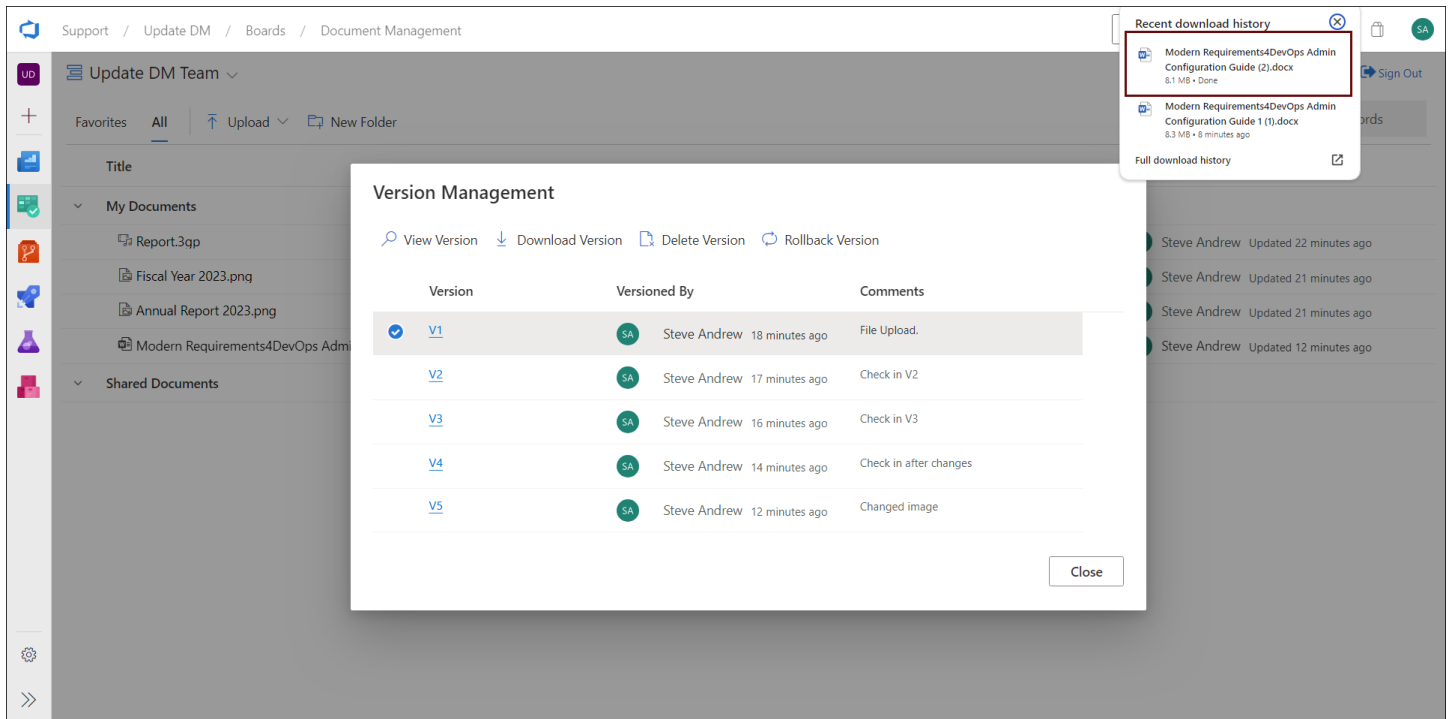 Support / Update DM / Boards / Document Management
SA
UD
Update DM Team
Sign Out
Favorites All Upload New Folder
Title
My Documents
Report.3gp
Steve Andrew Updated 22 minutes ago
Fiscal Year 2023.png
Steve Andrew Updated 21 minutes ago
Annual Report 2023.png
Steve Andrew Updated 21 minutes ago
Modern Requirements4DevOps Admi
Steve Andrew Updated 12 minutes ago
Shared Documents
Recent download history
Modern Requirements4DevOps Admin
Configuration Guide (2).docx
8.1 MB • Done
Modern Requirements4DevOps Admin
Configuration Guide 1 (1).docx
8.3 MB • 8 minutes ago
Full download history
Version Management
View Version Download Version Delete Version Rollback Version
Version Versioned By Comments
V1 SA Steve Andrew 18 minutes ago File Upload.
V2 SA Steve Andrew 17 minutes ago Check in V2
V3 SA Steve Andrew 16 minutes ago Check in V3
V4 SA Steve Andrew 14 minutes ago Check in after changes
V5 SA Steve Andrew 12 minutes ago Changed image
Close